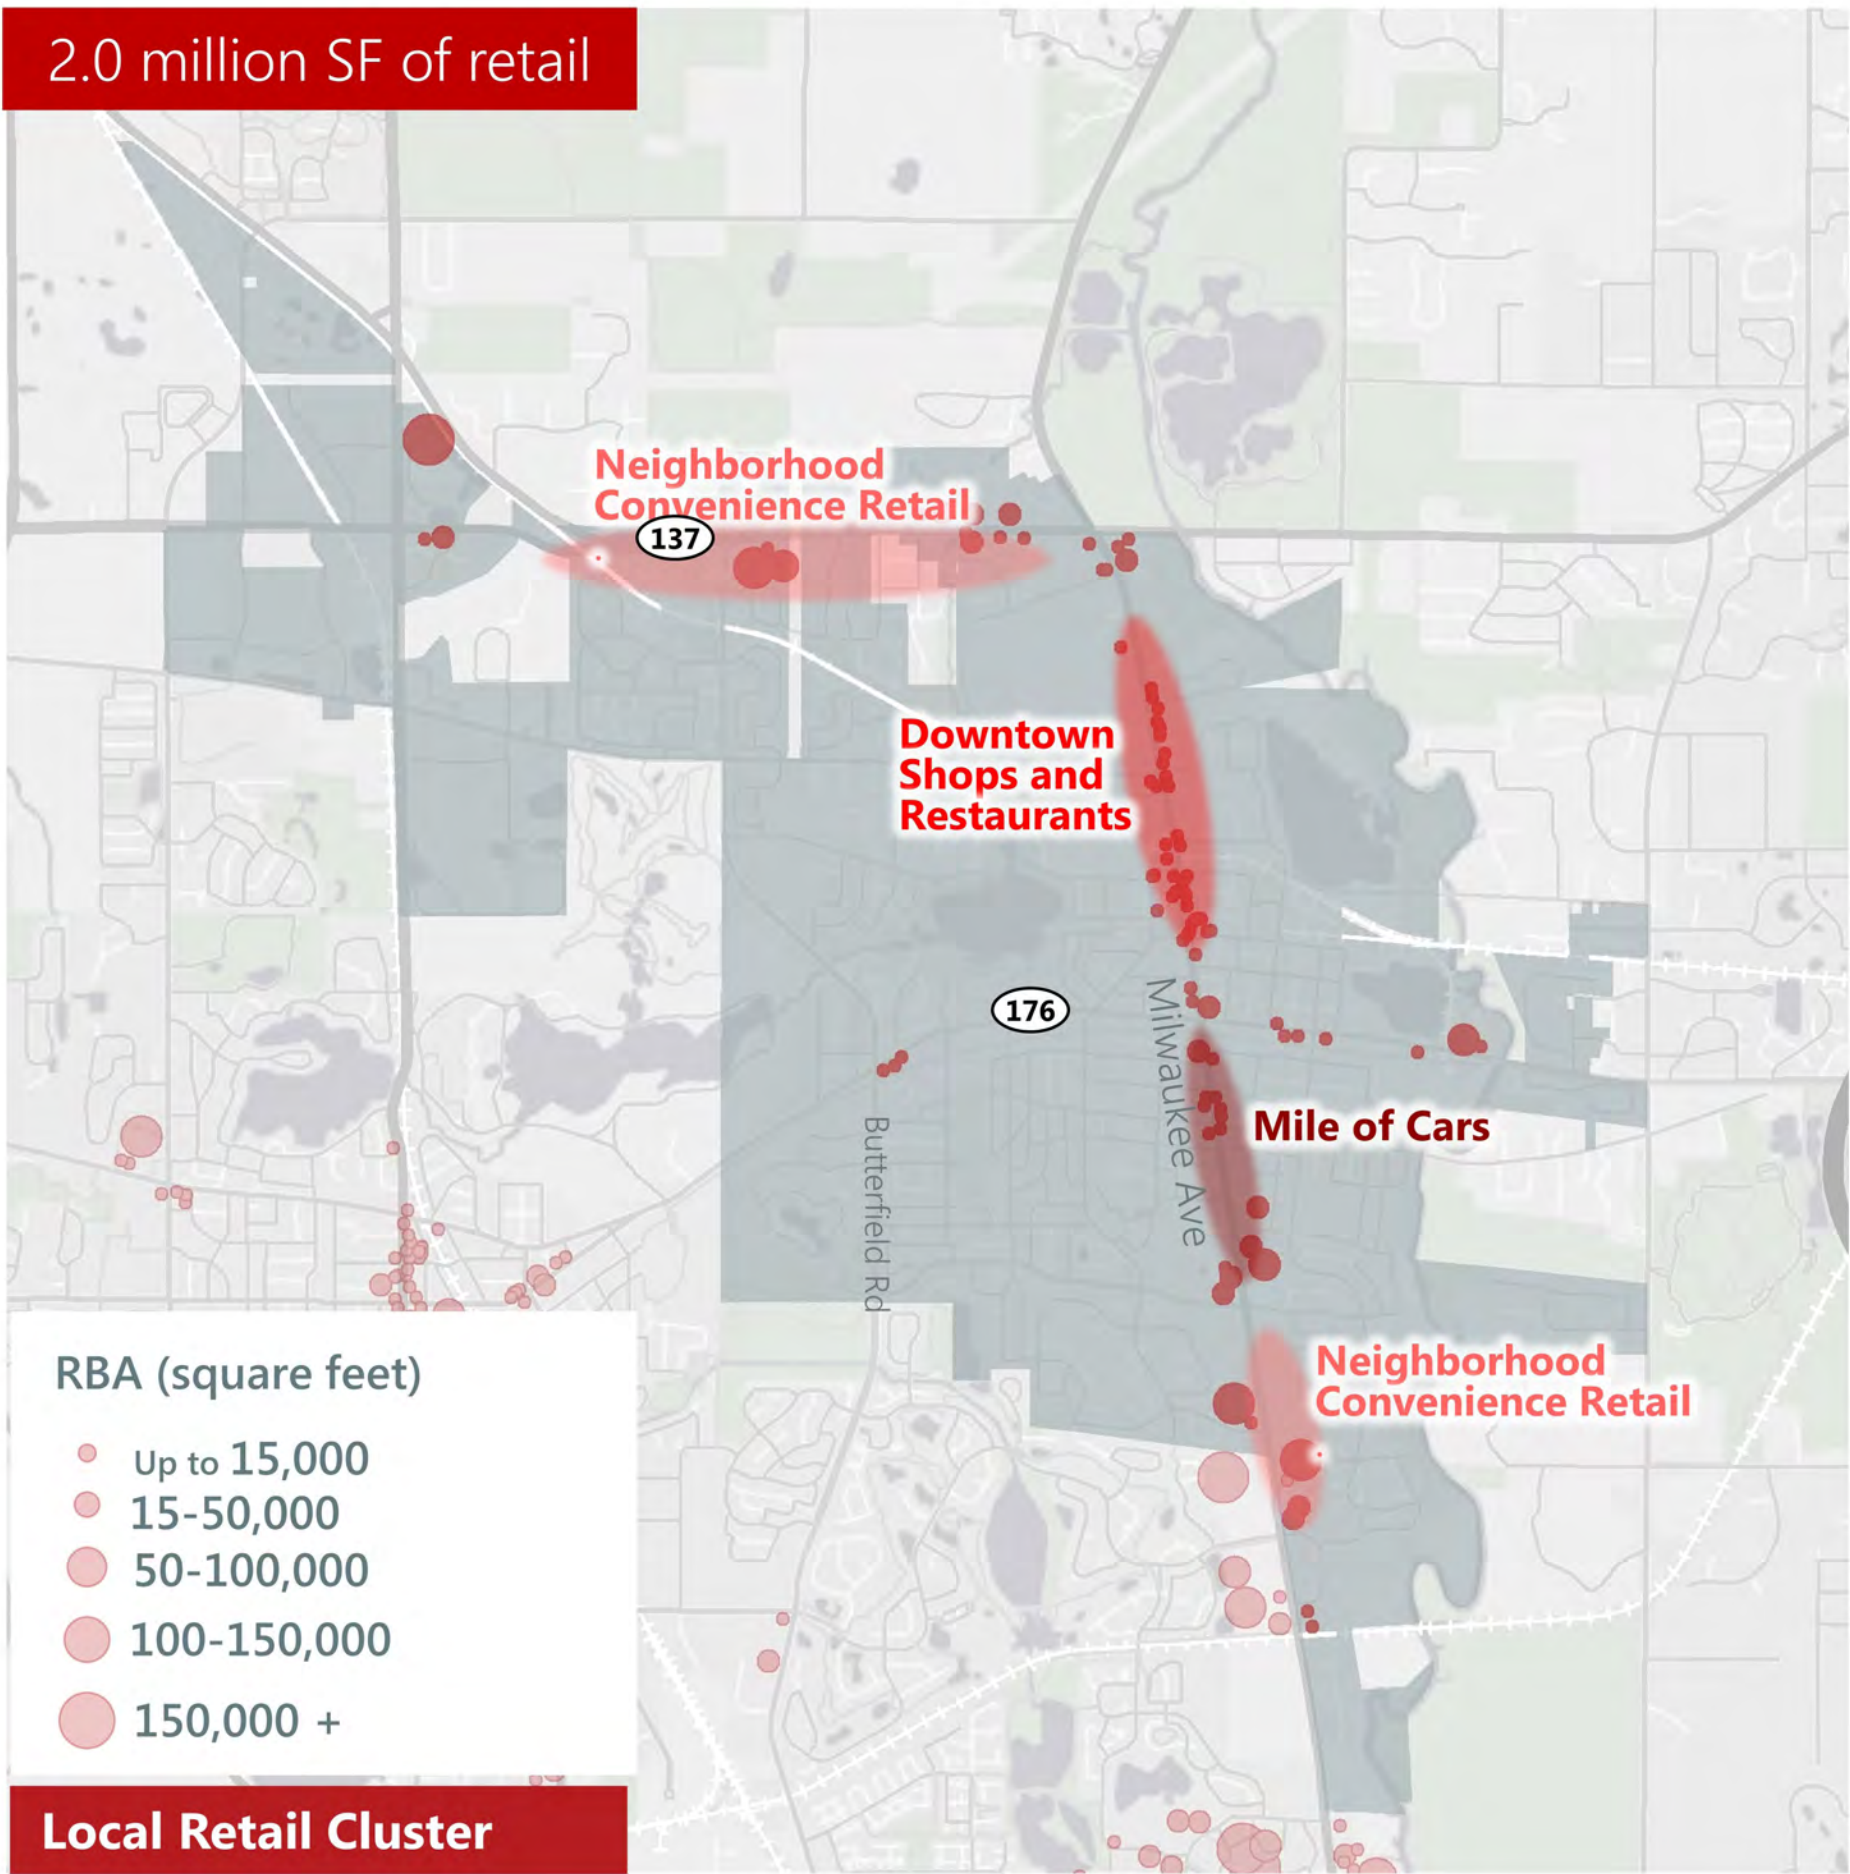 2.0 million SF of retail
Neighborhood
Convenience Retail
137
Downtown
Shops and
Restaurants
176
Milwaukee Ave
Mile of Cars
Butterfield Rd
Neighborhood
Convenience Retail
RBA (square feet)
Up to 15,000
15-50,000
50-100,000
100-150,000
150,000 +
Local Retail Cluster